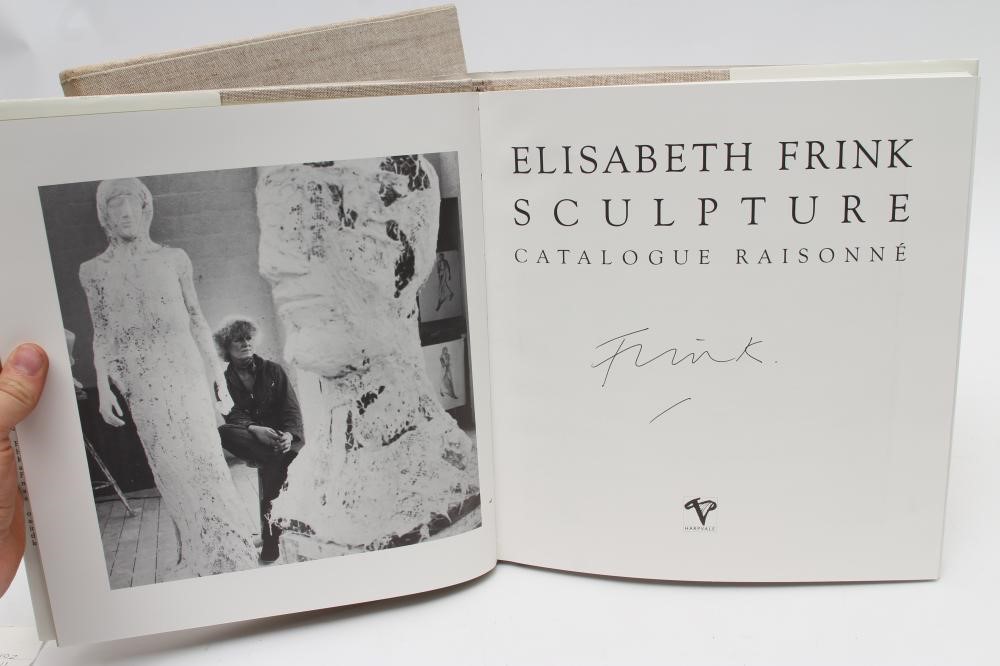 ELISABETH FRINK
SCULPTURE
CATALOGUE RAISONNÉ
Frink.
HARPVALE